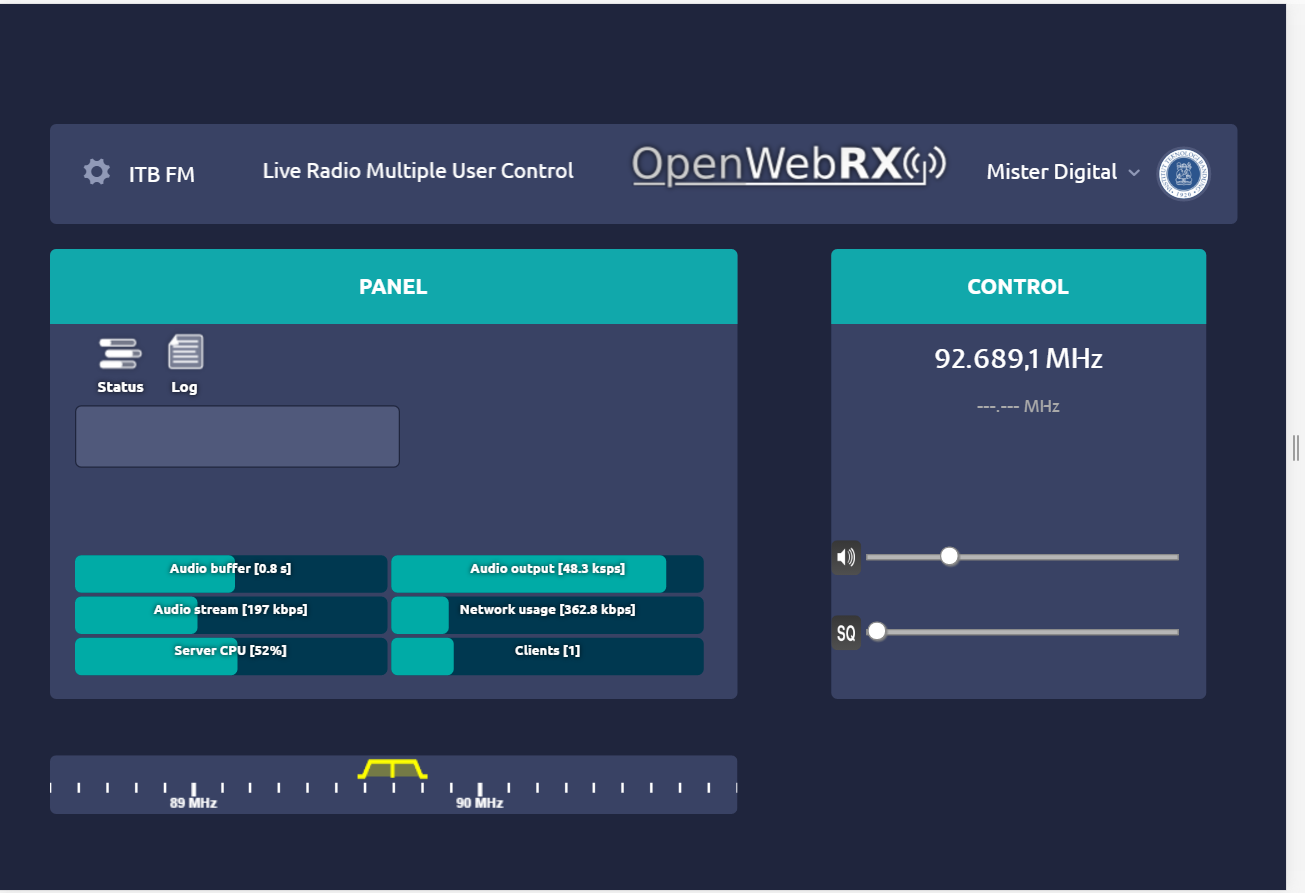 ITB FM
Live Radio Multiple User Control
OpenWebRX
Mister Digital
PANEL
Status
Log
Audio buffer [0.8 s]
Audio output [48.3 ksps]
Audio stream [197 kbps]
Network usage [362.8 kbps]
Server CPU [52%]
Clients [1]
CONTROL
92.689,1 MHz
---.--- MHz
SQ
89 MHz
90 MHz